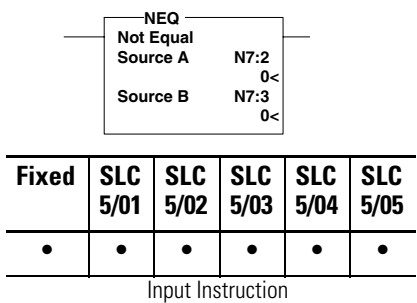 NEQ
Not Equal
Source A N7:2
0<
Source B N7:3
0<
Fixed SLC 5/01 SLC 5/02 SLC 5/03 SLC 5/04 SLC 5/05
• • • • • •
Input Instruction